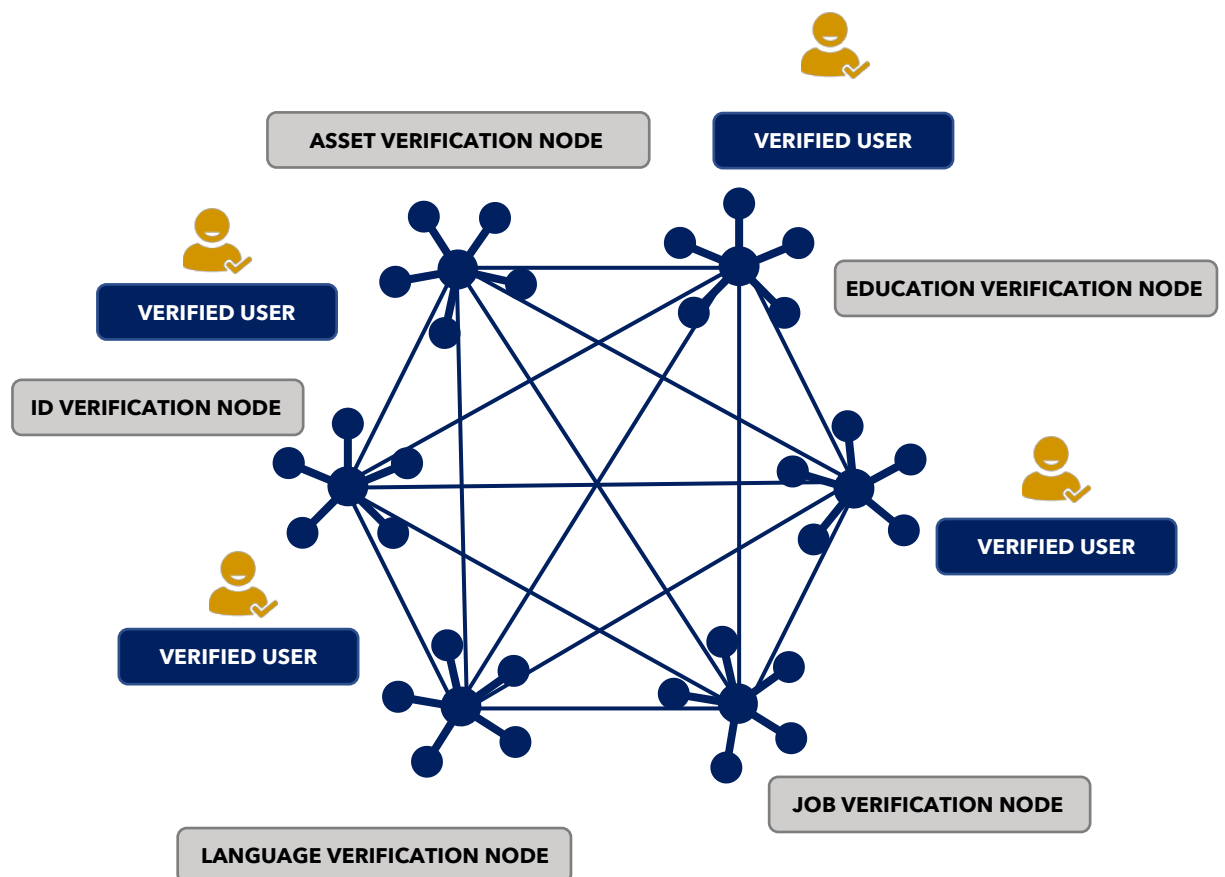 ASSET VERIFICATION NODE
VERIFIED USER
EDUCATION VERIFICATION NODE
VERIFIED USER
ID VERIFICATION NODE
VERIFIED USER
VERIFIED USER
JOB VERIFICATION NODE
LANGUAGE VERIFICATION NODE